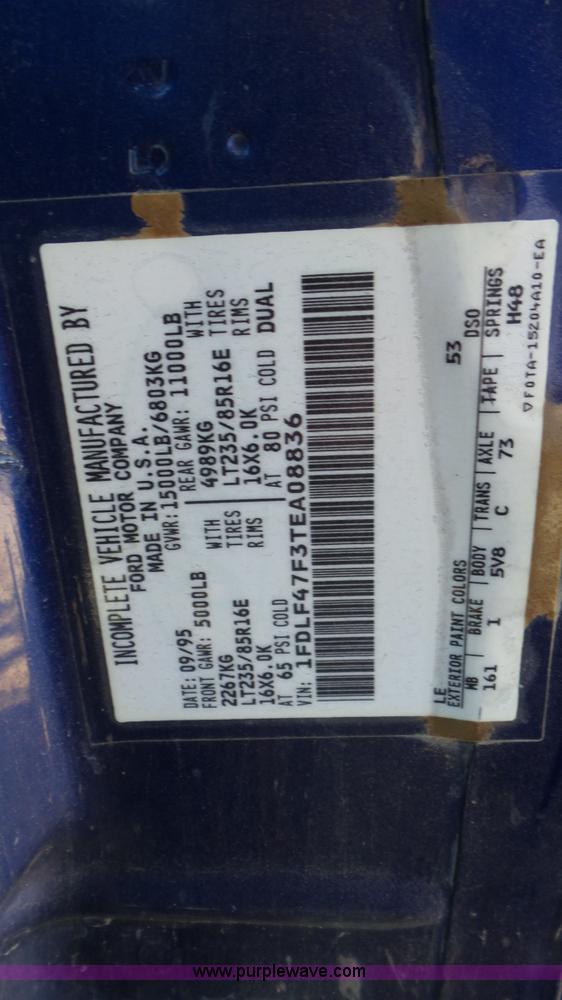 5
INCOMPLETE VEHICLE MANUFACTURED BY
FORD MOTOR COMPANY
MADE IN U.S.A.
GVWR:15000LB/6803KG
DATE: 09/95
FRONT GAWR: 5000LB REAR GAWR: 11000LB
2267KG WITH 4989KG WITH
LT235/85R16E TIRES LT235/85R16E TIRES
16X6.0K RIMS 16X6.0K RIMS
AT 65 PSI COLD AT 80 PSI COLD DUAL
VIN: 1FDLF47F3TEA08836
LE 53
EXTERIOR PAINT COLORS DSO
MB BRAKE BODY TRANS AXLE TAPE SPRINGS
161 I 5V8 C 73 H48
▽F0TA-15204A10-EA
www.purplewave.com